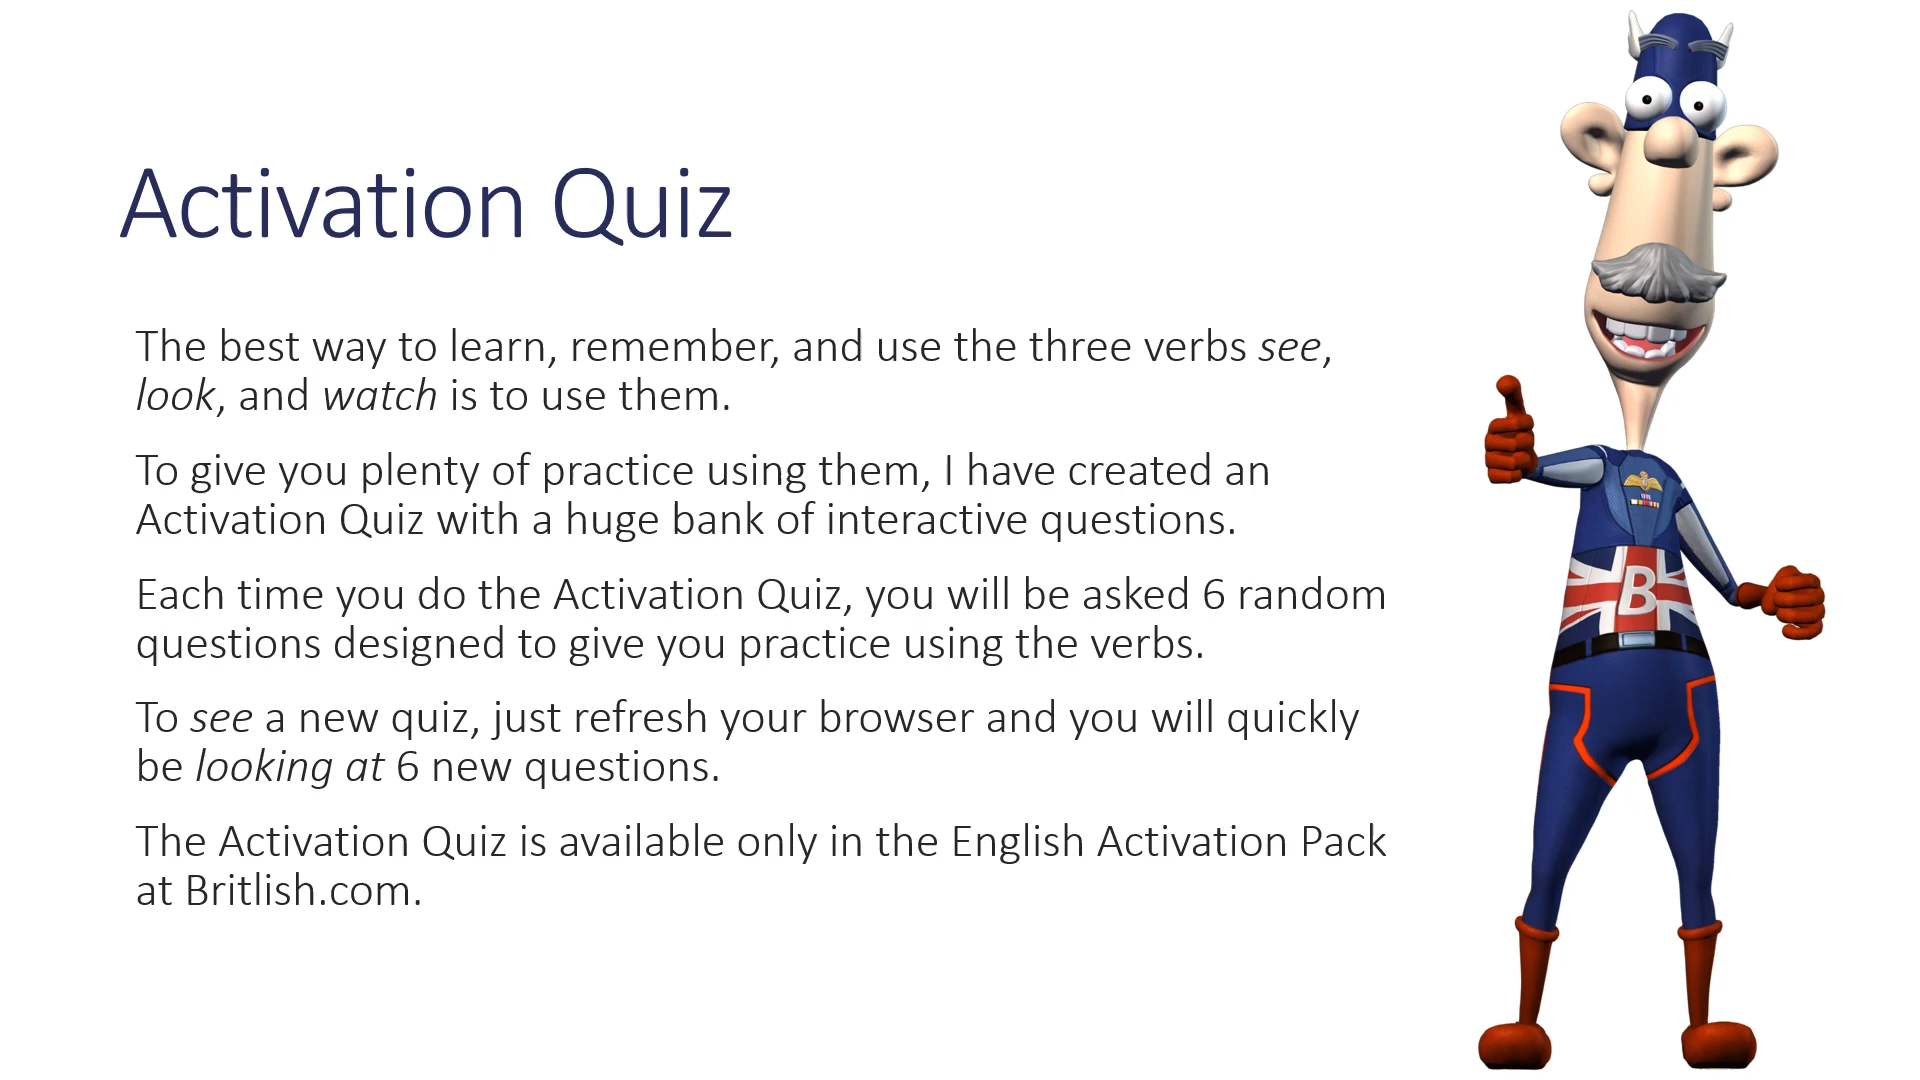 Activation Quiz
The best way to learn, remember, and use the three verbs see,
look, and watch is to use them.
To give you plenty of practice using them, I have created an
Activation Quiz with a huge bank of interactive questions.
Each time you do the Activation Quiz, you will be asked 6 random
questions designed to give you practice using the verbs.
To see a new quiz, just refresh your browser and you will quickly
be looking at 6 new questions.
The Activation Quiz is available only in the English Activation Pack
at Britlish.com.
B